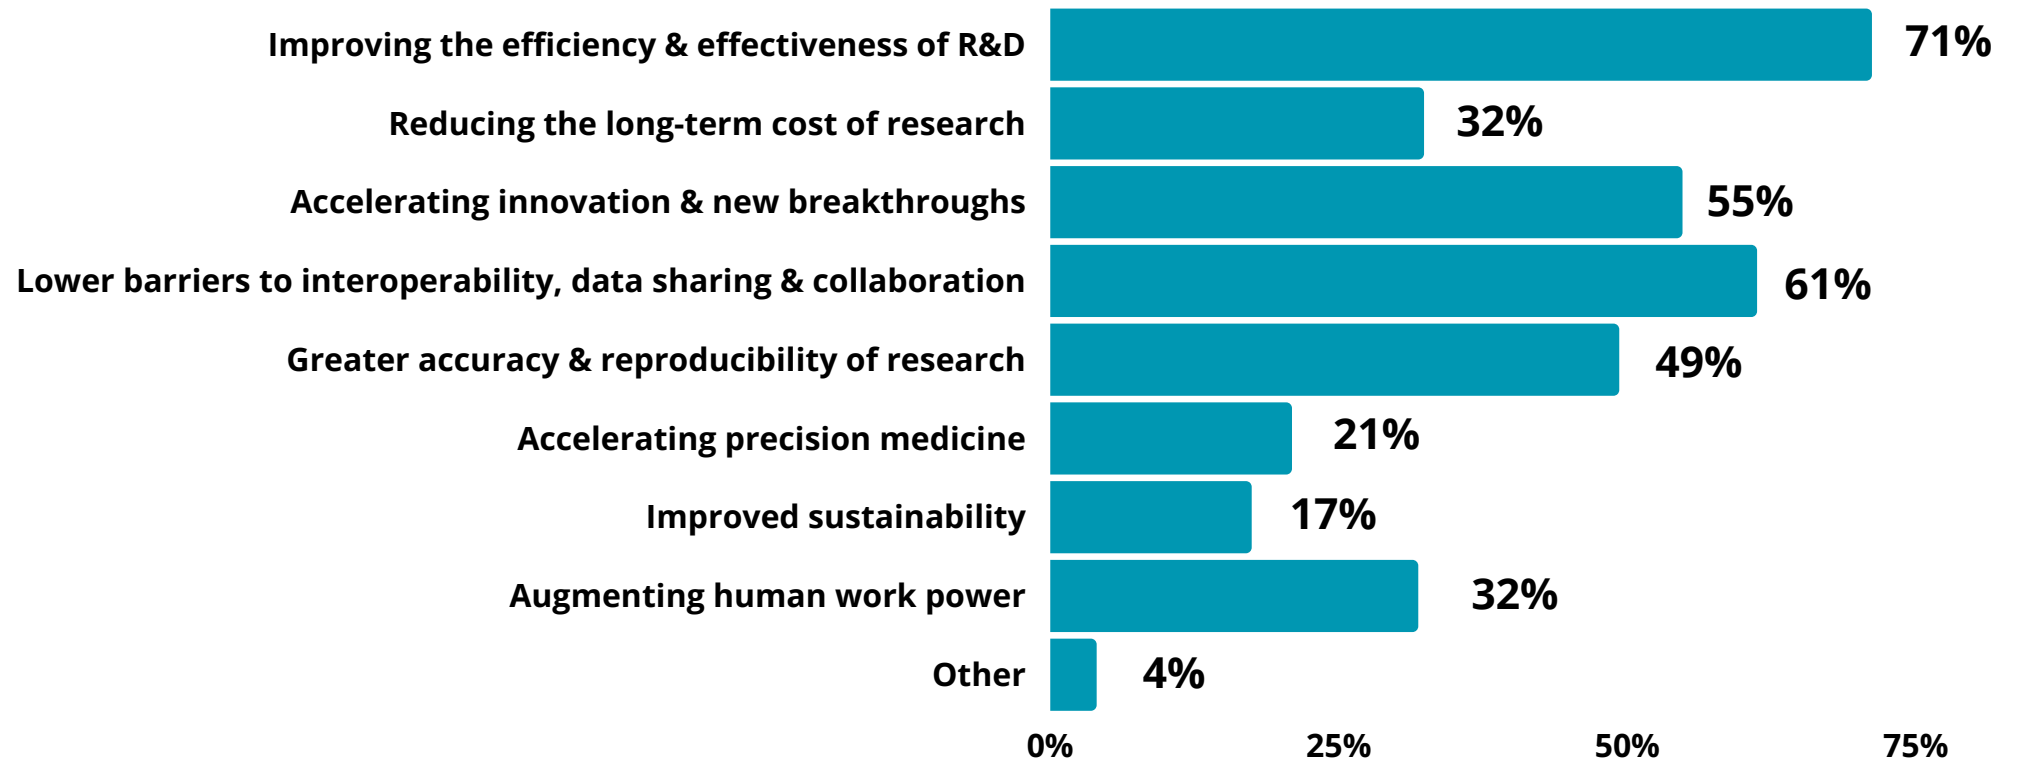 Improving the efficiency & effectiveness of R&D 71%
Reducing the long-term cost of research 32%
Accelerating innovation & new breakthroughs 55%
Lower barriers to interoperability, data sharing & collaboration 61%
Greater accuracy & reproducibility of research 49%
Accelerating precision medicine 21%
Improved sustainability 17%
Augmenting human work power 32%
Other 4%
0% 25% 50% 75%